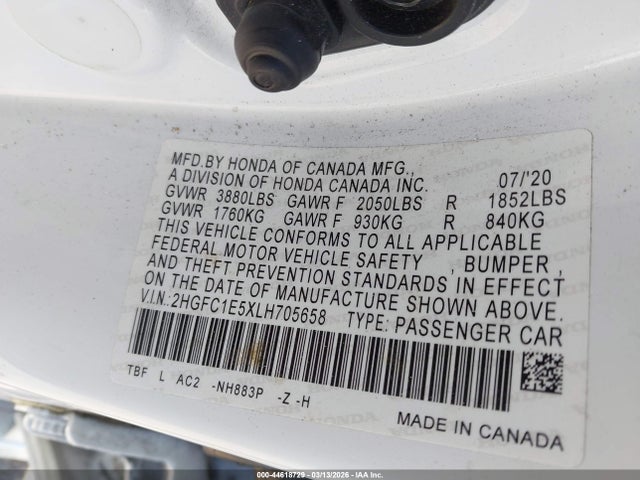 MFD.BY HONDA OF CANADA MFG.,
A DIVISION OF HONDA CANADA INC. 07/'20
GVWR 3880LBS GAWR F 2050LBS R 1852LBS
GVWR 1760KG GAWR F 930KG R 840KG
THIS VEHICLE CONFORMS TO ALL APPLICABLE
FEDERAL MOTOR VEHICLE SAFETY , BUMPER ,
AND THEFT PREVENTION STANDARDS IN EFFECT
ON THE DATE OF MANUFACTURE SHOWN ABOVE.
V.I.N.: 2HGFC1E5XLH705658 TYPE: PASSENGER CAR
TBF L AC2 -NH883P -Z -H
MADE IN CANADA
000-44618729 - 03/13/2026 - IAAI.COM